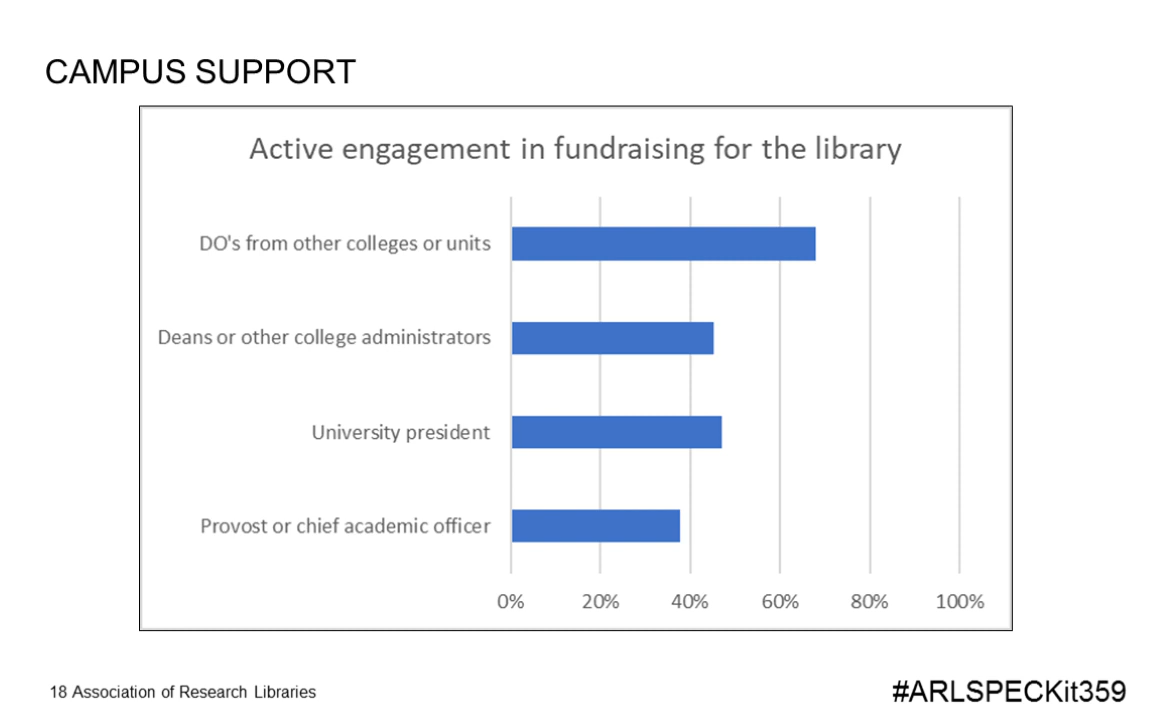 CAMPUS SUPPORT
Active engagement in fundraising for the library
DO's from other colleges or units
Deans or other college administrators
University president
Provost or chief academic officer
0% 20% 40% 60% 80% 100%
18 Association of Research Libraries
#ARLSPECKit359